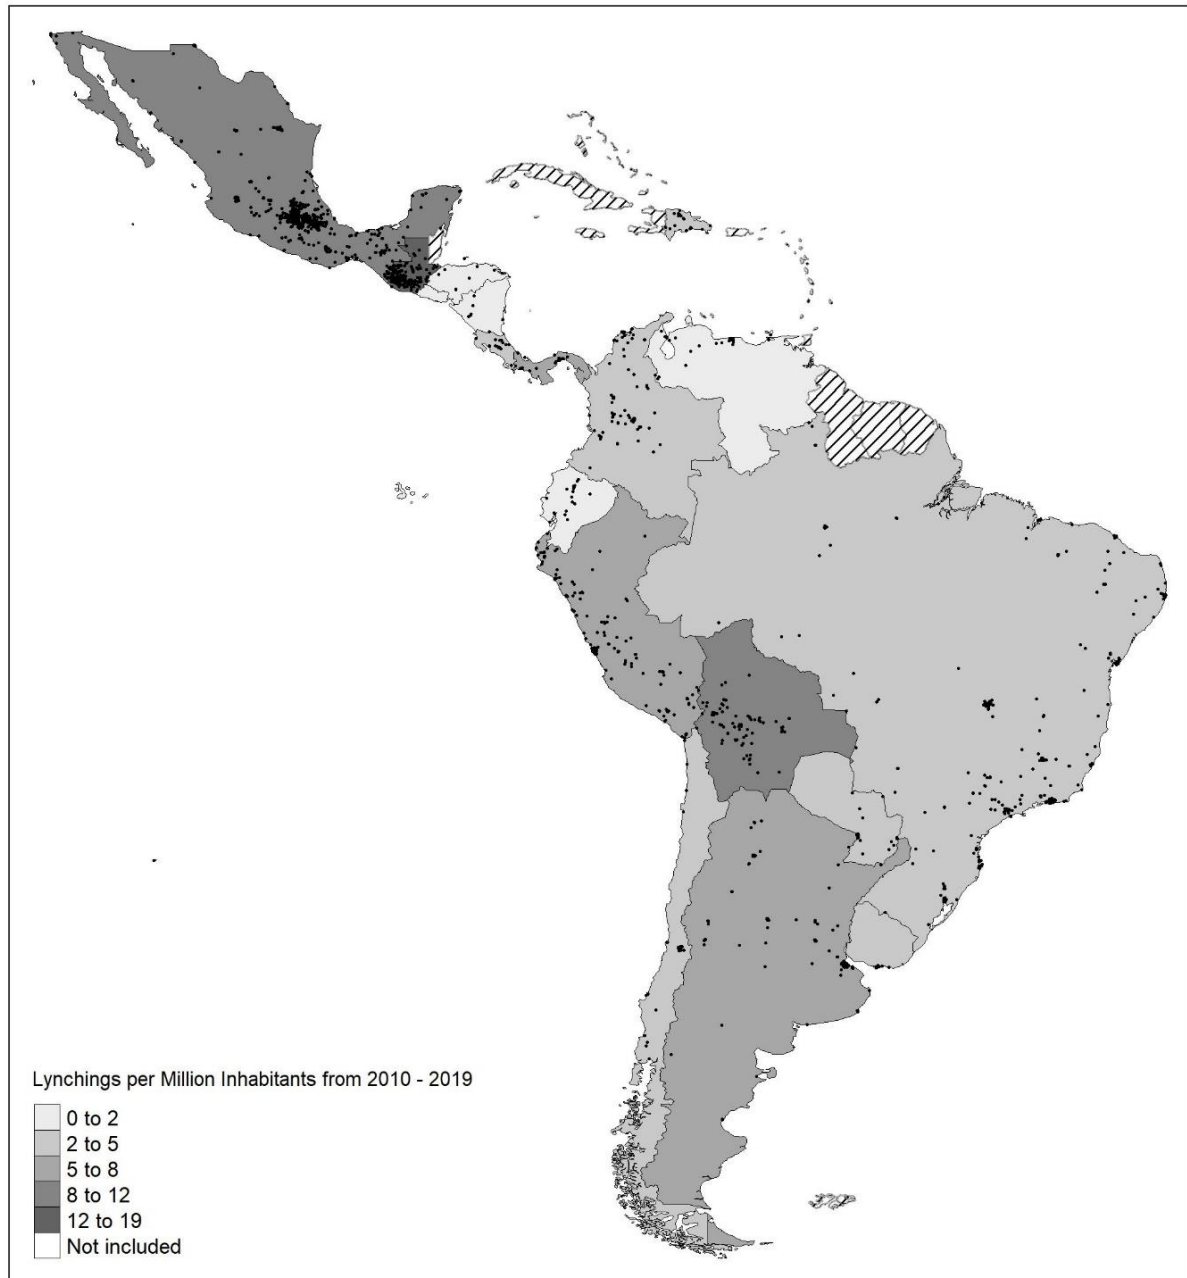 Lynchings per Million Inhabitants from 2010 - 2019
0 to 2
2 to 5
5 to 8
8 to 12
12 to 19
Not included